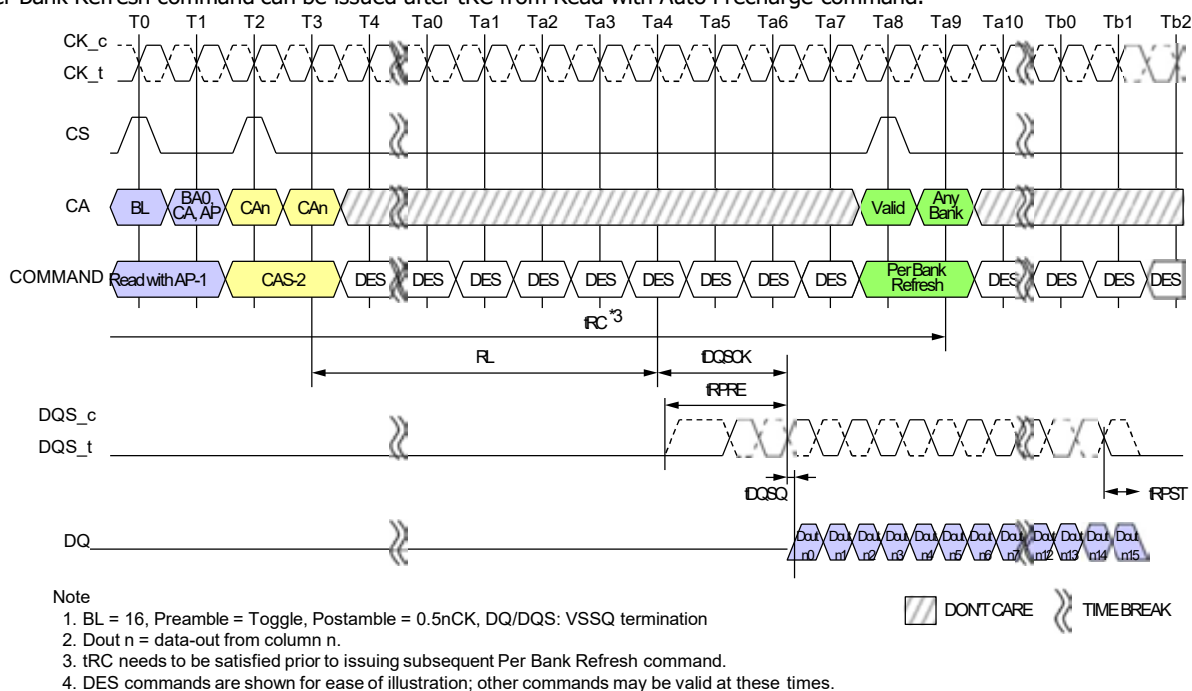 er Bank Refresh command can be issued after tRC from Read with Auto Precharge command.
T0 T1 T2 T3 T4 Ta0 Ta1 Ta2 Ta3 Ta4 Ta5 Ta6 Ta7 Ta8 Ta9 Ta10 Tb0 Tb1 Tb2
CK_c
CK_t
CS
CA BL BA0, CA, AP CAn CAn Valid Any Bank
COMMAND Read with AP-1 CAS-2 DES DES DES DES DES DES DES DES DES Per Bank Refresh DES DES DES DES
tRC *3
RL tDQSCK
tRPRE
DQS_c
DQS_t
tDQSQ tRPST
DQ Dout n0 Dout n1 Dout n2 Dout n3 Dout n4 Dout n5 Dout n6 Dout n7 Dout n12 Dout n13 Dout n14 Dout n15
Note
1. BL = 16, Preamble = Toggle, Postamble = 0.5nCK, DQ/DQS: VSSQ termination
DON'T CARE TIME BREAK
2. Dout n = data-out from column n.
3. tRC needs to be satisfied prior to issuing subsequent Per Bank Refresh command.
4. DES commands are shown for ease of illustration; other commands may be valid at these times.